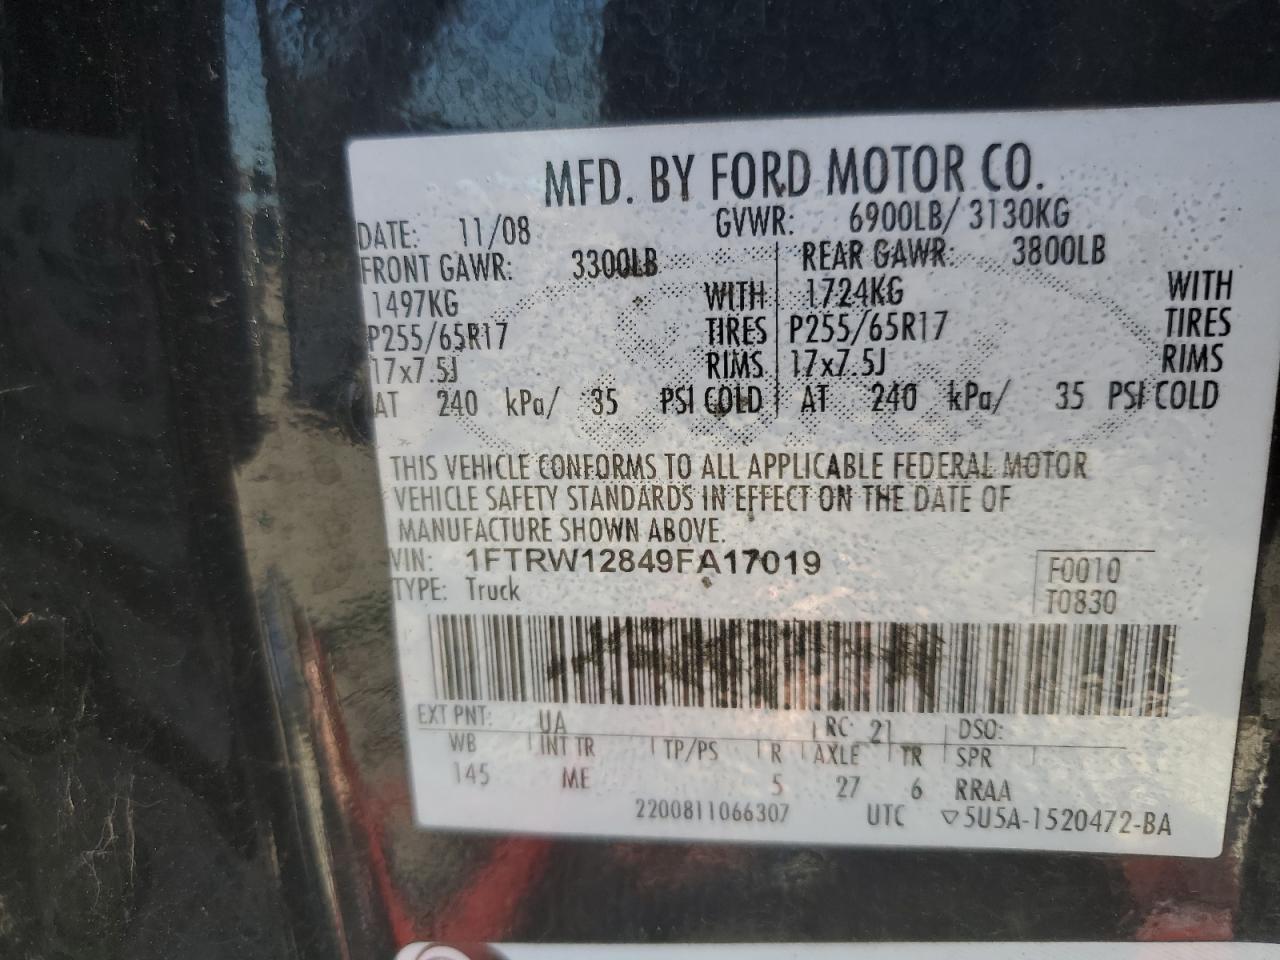 MFD. BY FORD MOTOR CO.
DATE: 11/08 GVWR: 6900LB/ 3130KG
FRONT GAWR: 3300LB REAR GAWR: 3800LB
1497KG WITH 1724KG WITH
P255/65R17 TIRES P255/65R17 TIRES
17x7.5J RIMS 17x7.5J RIMS
AT 240 kPa/ 35 PSI COLD AT 240 kPa/ 35 PSI COLD
THIS VEHICLE CONFORMS TO ALL APPLICABLE FEDERAL MOTOR
VEHICLE SAFETY STANDARDS IN EFFECT ON THE DATE OF
MANUFACTURE SHOWN ABOVE.
VIN: 1FTRW12849FA17019 F0010
TYPE: Truck T0830
EXT PNT: UA RC: 21 DSO:
WB INT TR TP/PS R AXLE TR SPR
145 ME 5 27 6 RRAA
2200811066307 UTC ▽5U5A-1520472-BA